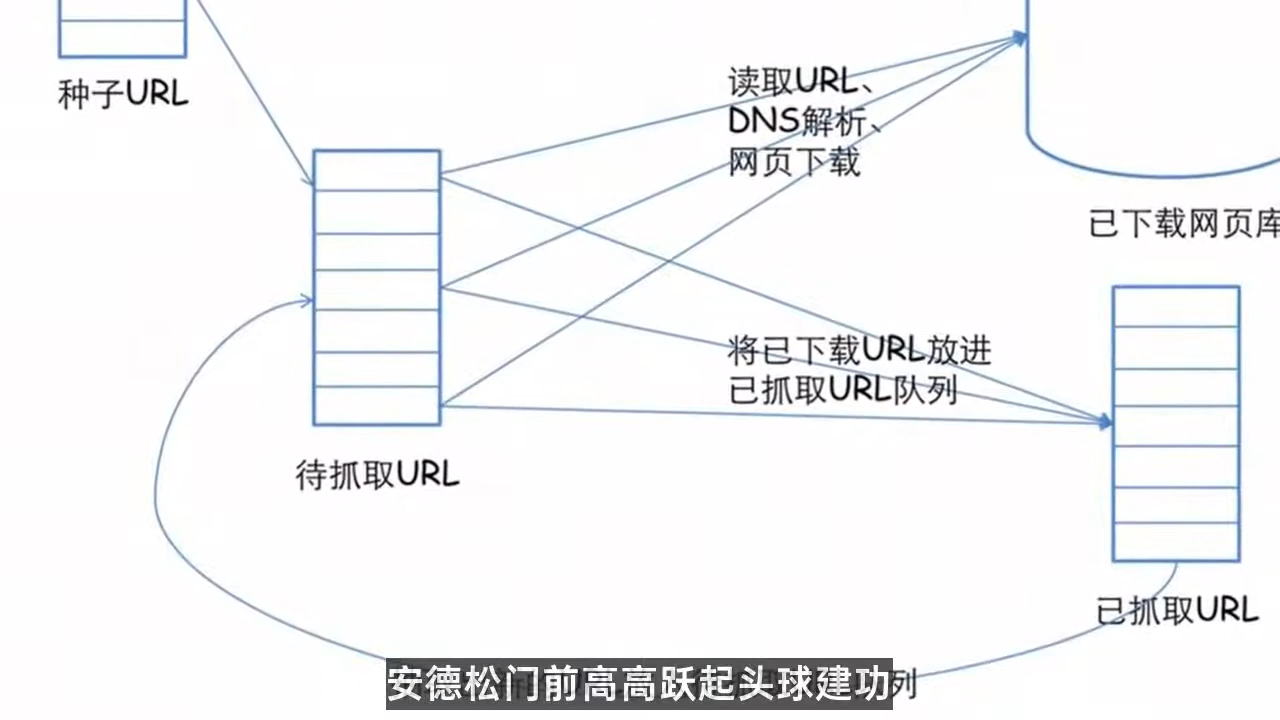 种子URL
读取URL、
DNS解析、
网页下载
已下载网页库
将已下载URL放进
已抓取URL队列
待抓取URL
已抓取URL
列
安德松门前高高跃起头球建功